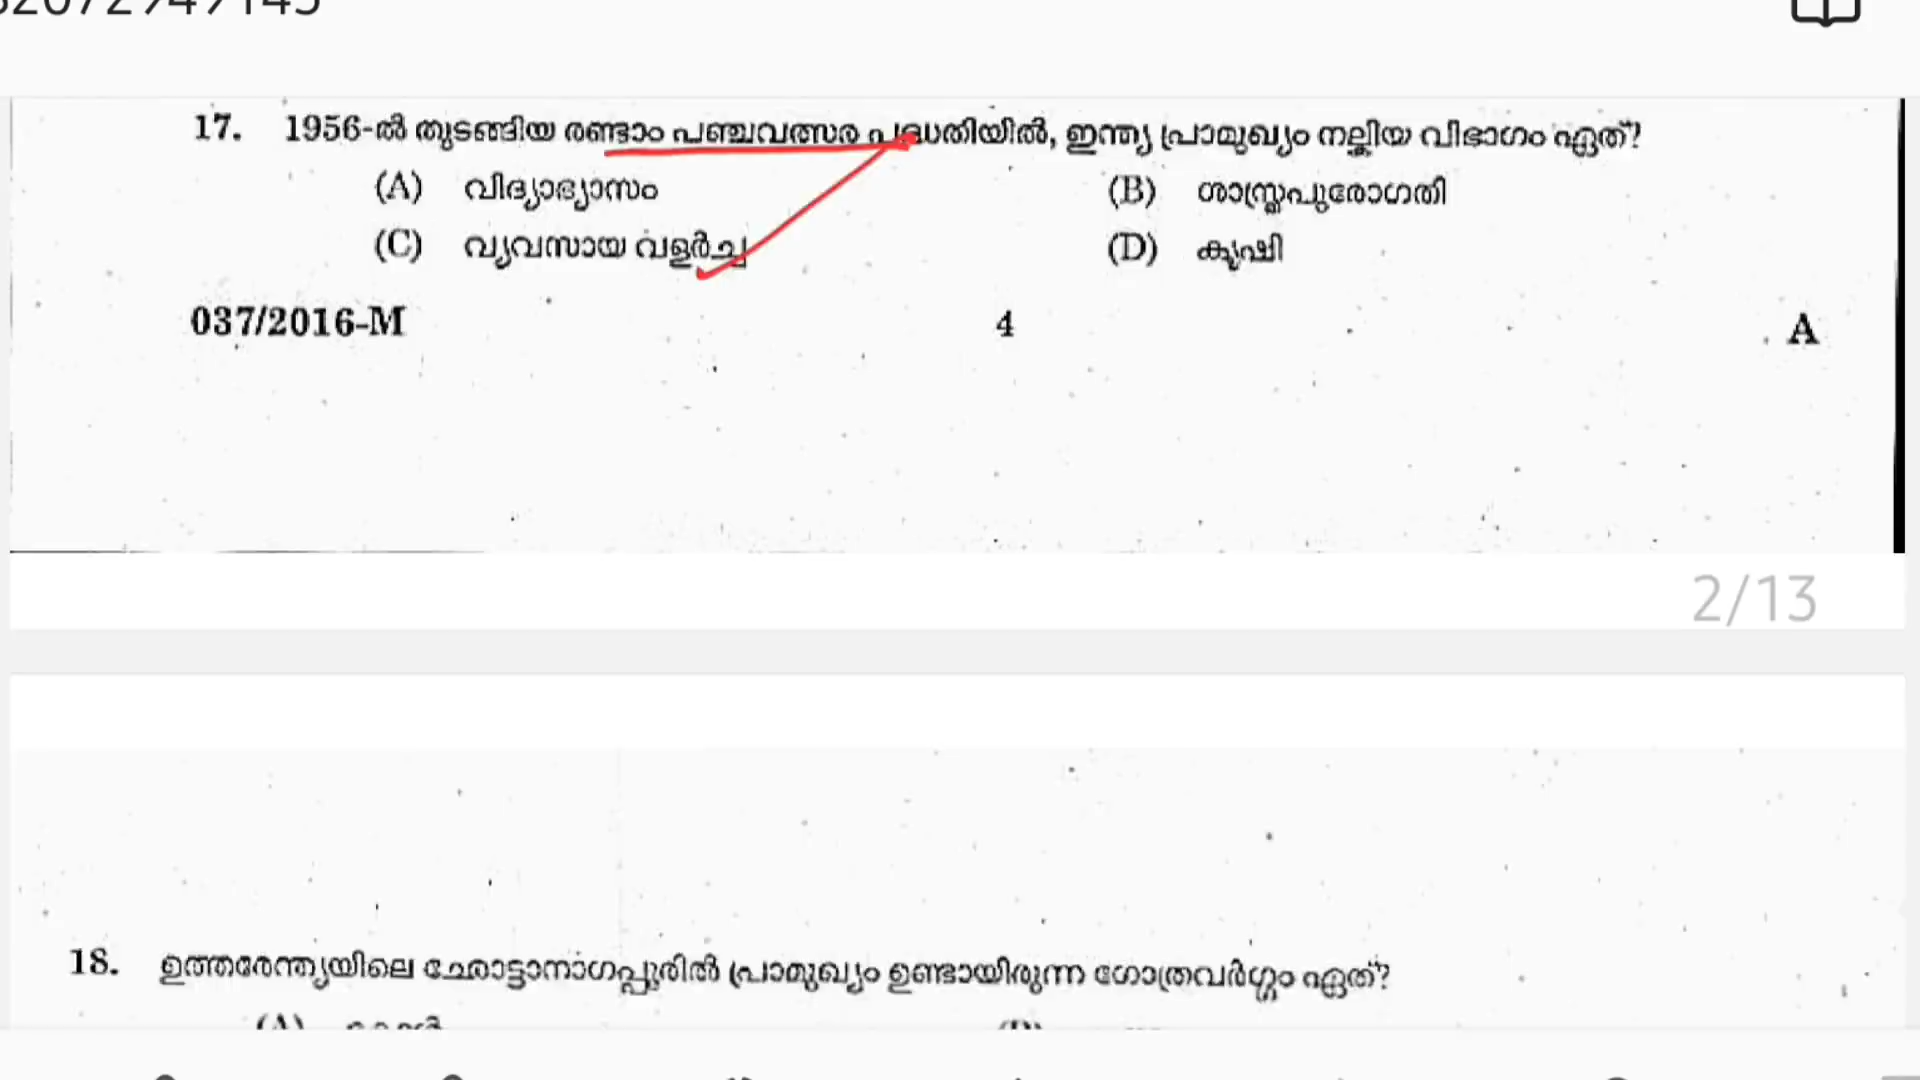 17. 1956-ൽ തുടങ്ങിയ രണ്ടാം പഞ്ചവത്സര പദ്ധതിയിൽ, ഇന്ത്യ പ്രാമുഖ്യം നല്കിയ വിഭാഗം ഏത്?
(A) വിദ്യാഭ്യാസം (B) ശാസ്ത്രപുരോഗതി
(C) വ്യവസായ വളർച്ച (D) കൃഷി
037/2016-M 4 A
2/13
18. ഉത്തരേന്ത്യയിലെ ഛോട്ടാനാഗപ്പൂരിൽ പ്രാമുഖ്യം ഉണ്ടായിരുന്ന ഗോത്രവർഗ്ഗം ഏത്?